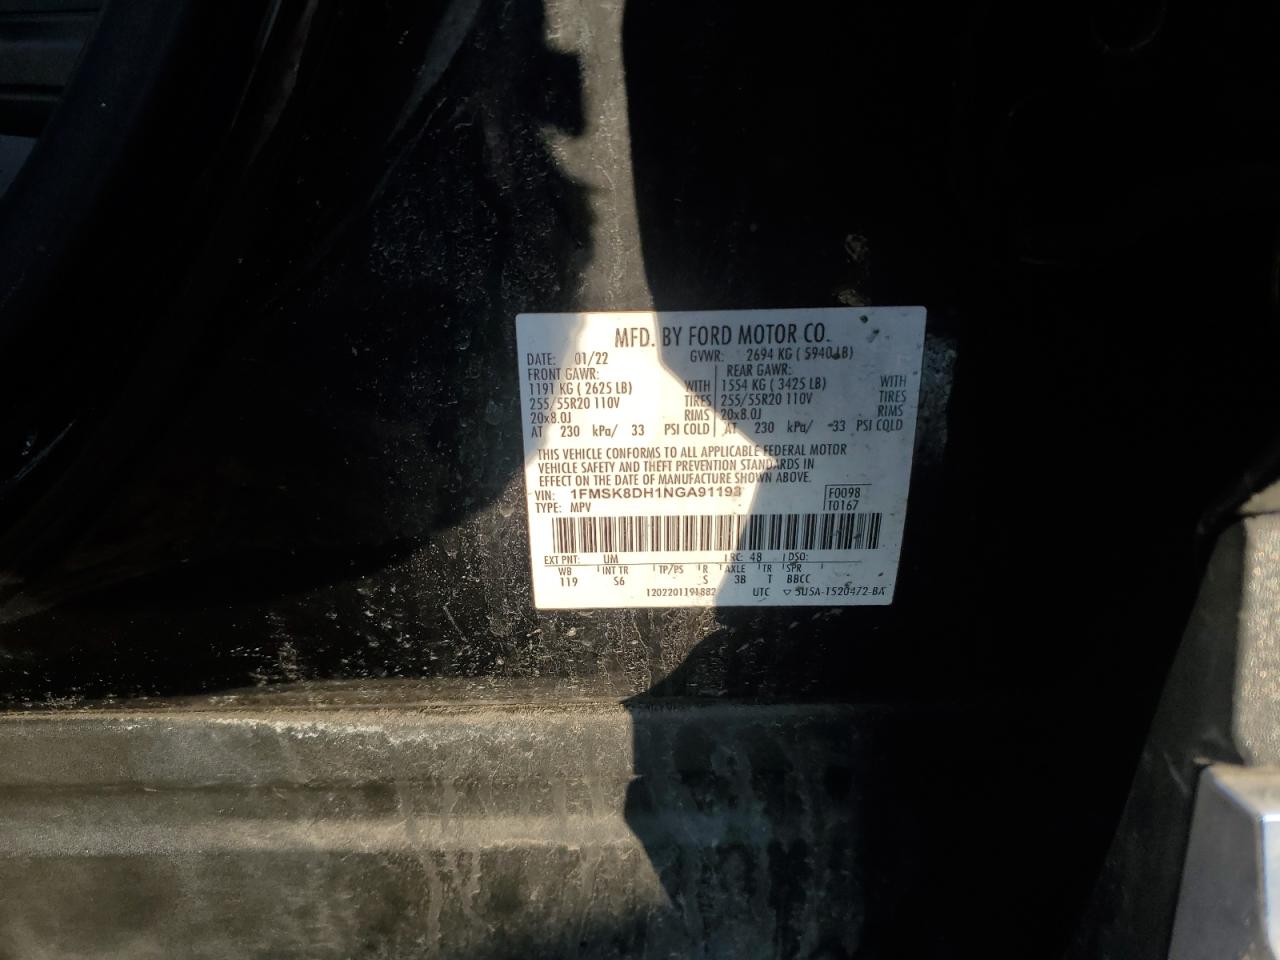 MFD. BY FORD MOTOR CO.
DATE: 01/22 GVWR: 2694 KG ( 5940LB)
FRONT GAWR: REAR GAWR:
1191 KG ( 2625 LB) WITH 1554 KG ( 3425 LB) WITH
255/55R20 110V TIRES 255/55R20 110V TIRES
20x8.0J RIMS 20x8.0J RIMS
AT 230 kPa/ 33 PSI COLD AT 230 kPa/ 33 PSI COLD
THIS VEHICLE CONFORMS TO ALL APPLICABLE FEDERAL MOTOR
VEHICLE SAFETY AND THEFT PREVENTION STANDARDS IN
EFFECT ON THE DATE OF MANUFACTURE SHOWN ABOVE.
VIN: 1FMSK8DH1NGA91193 F0098
TYPE: MPV T0167
EXT PNT: UM RC: 48 DSO:
WB INT TR TP/PS R AXLE TR SPR
119 S6 S 3B T BBCC
1202201191882 UTC ▽ 5U5A-1520472-BA